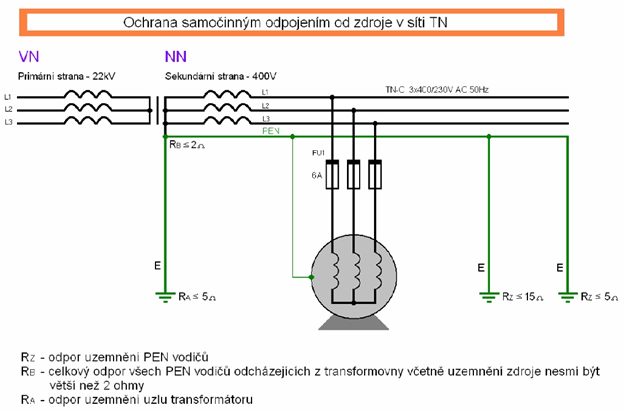 Ochrana samočinným odpojením od zdroje v síti TN
VN
NN
Primární strana - 22kV
Sekundární strana - 400V
L1
L2
L3
L1
L2
L3
TN-C 3x400/230V AC 50Hz
PEN
RB ≤ 2Ω
FU1
6A
E
E
E
RA ≤ 5Ω
RZ ≤ 15Ω
RZ ≤ 5Ω
RZ - odpor uzemnění PEN vodičů
RB - celkový odpor všech PEN vodičů odcházejících z transformovny včetně uzemnění zdroje nesmí být
větší než 2 ohmy
RA - odpor uzemnění uzlu transformátoru